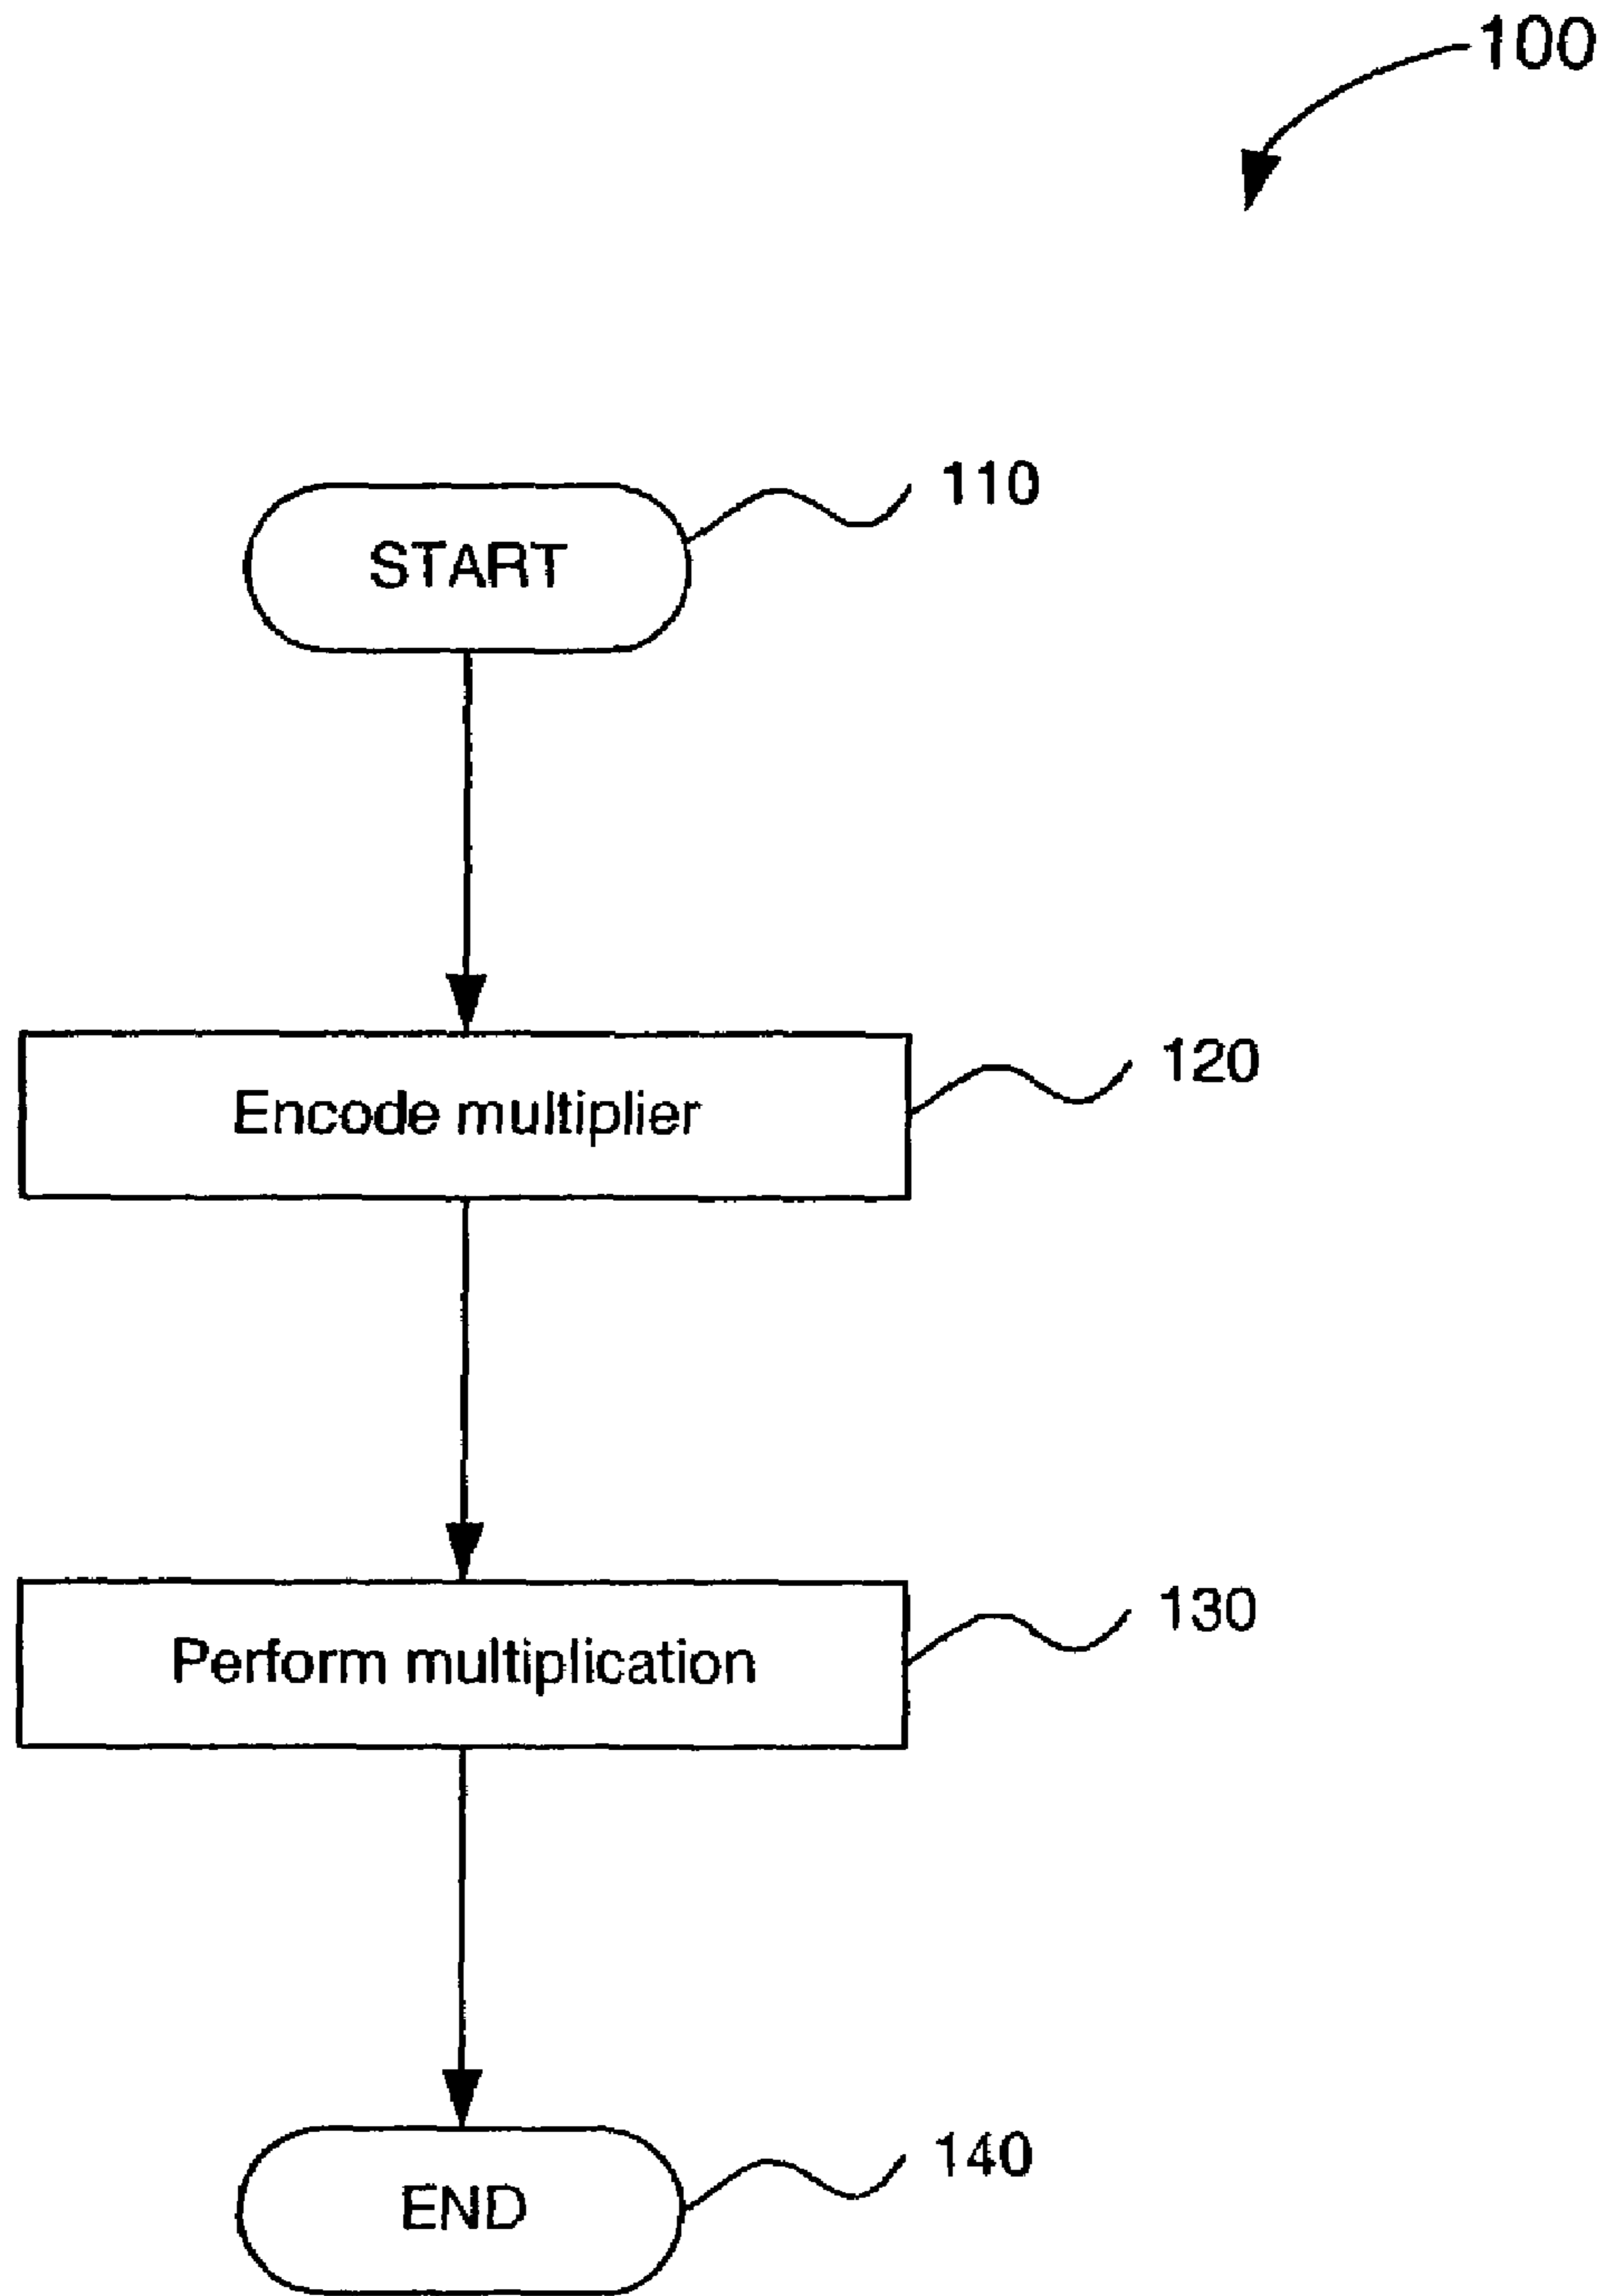 100
110
START
120
Encode multiplier
130
Perform multiplication
140
END